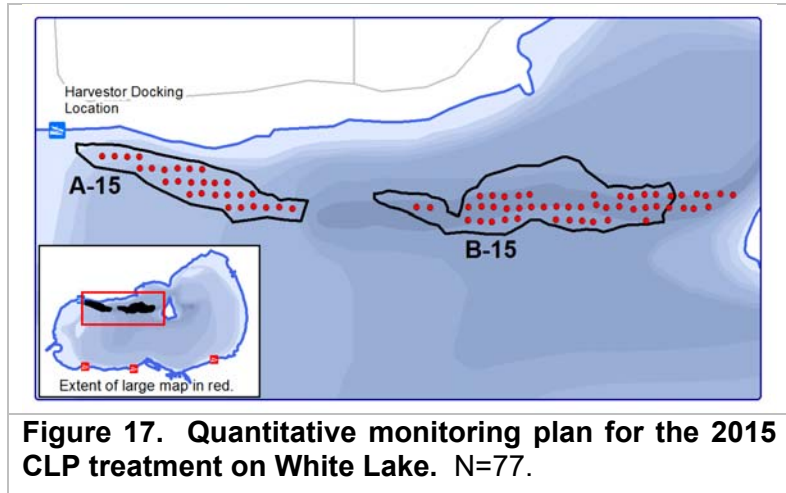 Harvestor Docking
Location
A-15
B-15
Extent of large map in red.
Figure 17. Quantitative monitoring plan for the 2015
CLP treatment on White Lake. N=77.